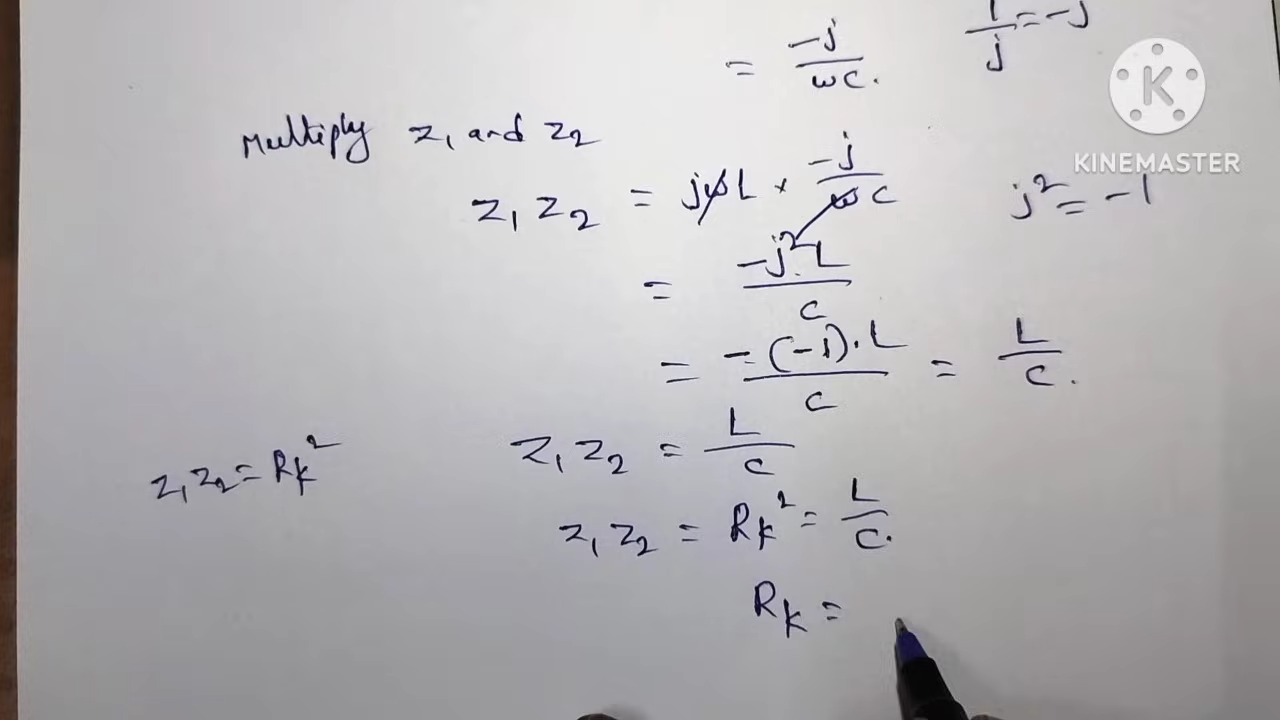 = -j/ωc. 1/j = -j
K
KINEMASTER
Multiply z₁ and z₂
z₁ z₂ = jωL × -j/ωc j² = -1
= -j².L/c
= -(-1).L/c = L/c.
z₁ z₂ = L/c
z₁z₂ = Rk²
z₁ z₂ = Rk² = L/c.
Rk =